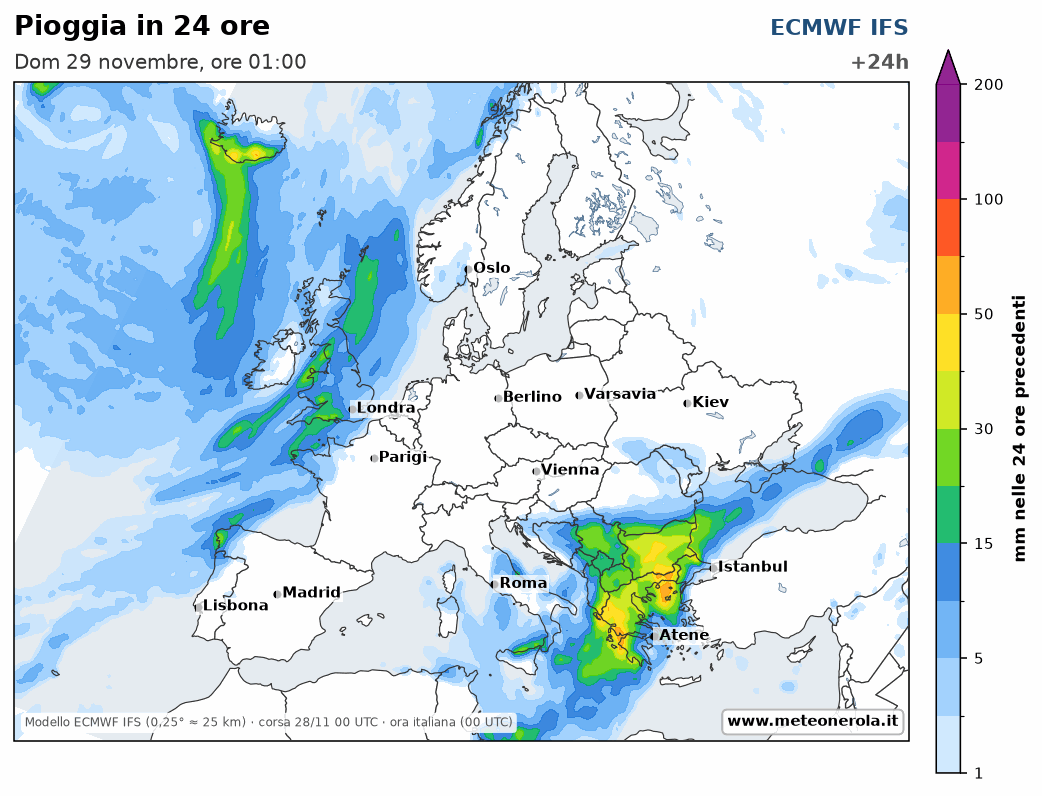 Pioggia in 24 ore
ECMWF IFS
Dom 29 novembre, ore 01:00
+24h
200
100
50
30
15
5
1
mm nelle 24 ore precedenti
Oslo
Londra
Berlino
Varsavia
Kiev
Parigi
Vienna
Istanbul
Roma
Madrid
Lisbona
Atene
Modello ECMWF IFS (0,25° ≈ 25 km) · corsa 28/11 00 UTC · ora italiana (00 UTC)
www.meteonerola.it